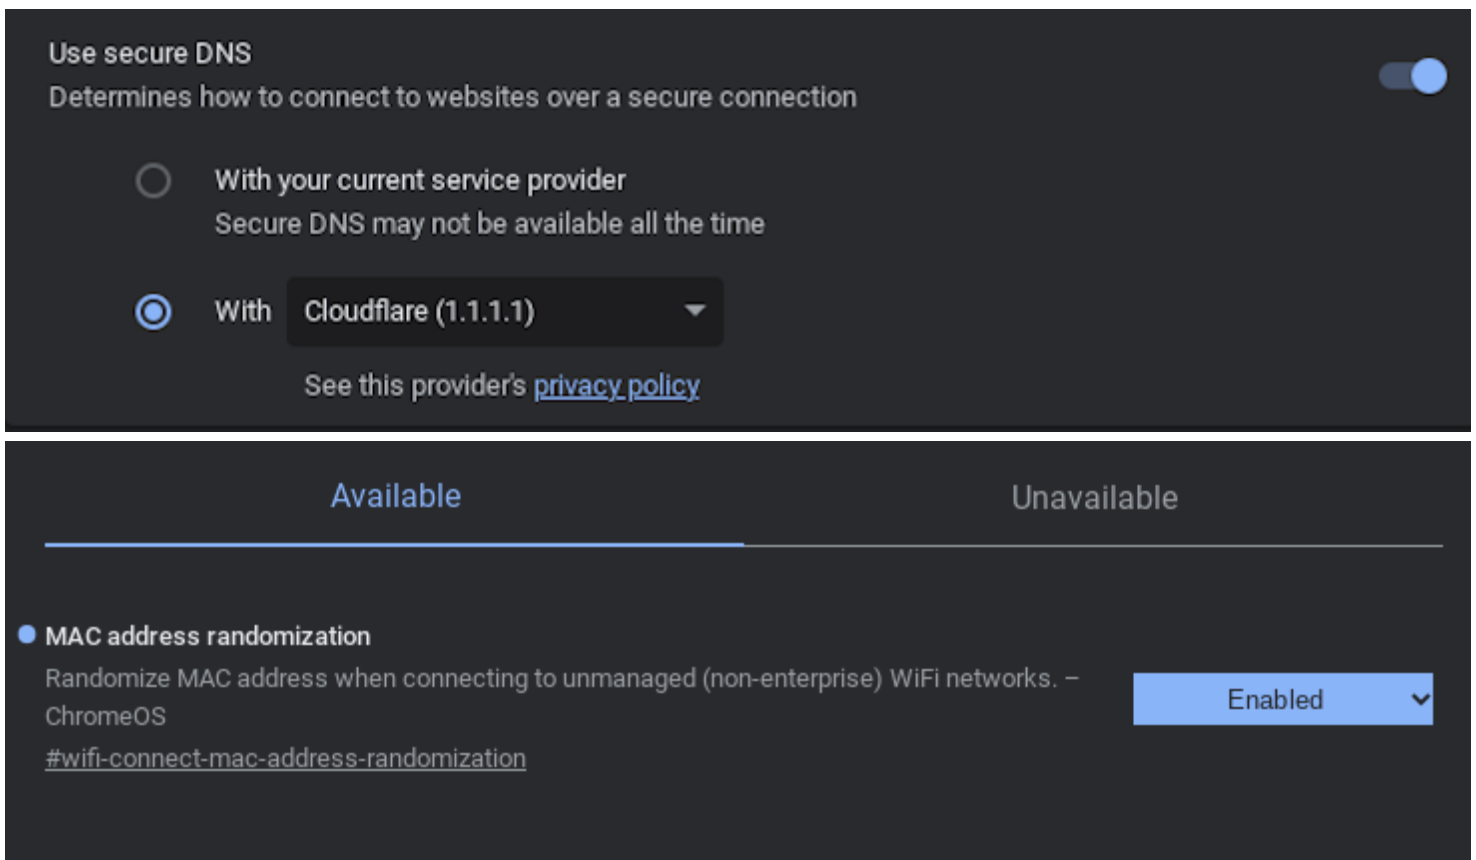 Use secure DNS
Determines how to connect to websites over a secure connection
With your current service provider
Secure DNS may not be available all the time
With Cloudflare (1.1.1.1)
See this provider's privacy policy
Available Unavailable
MAC address randomization
Randomize MAC address when connecting to unmanaged (non-enterprise) WiFi networks. –
ChromeOS
Enabled
#wifi-connect-mac-address-randomization